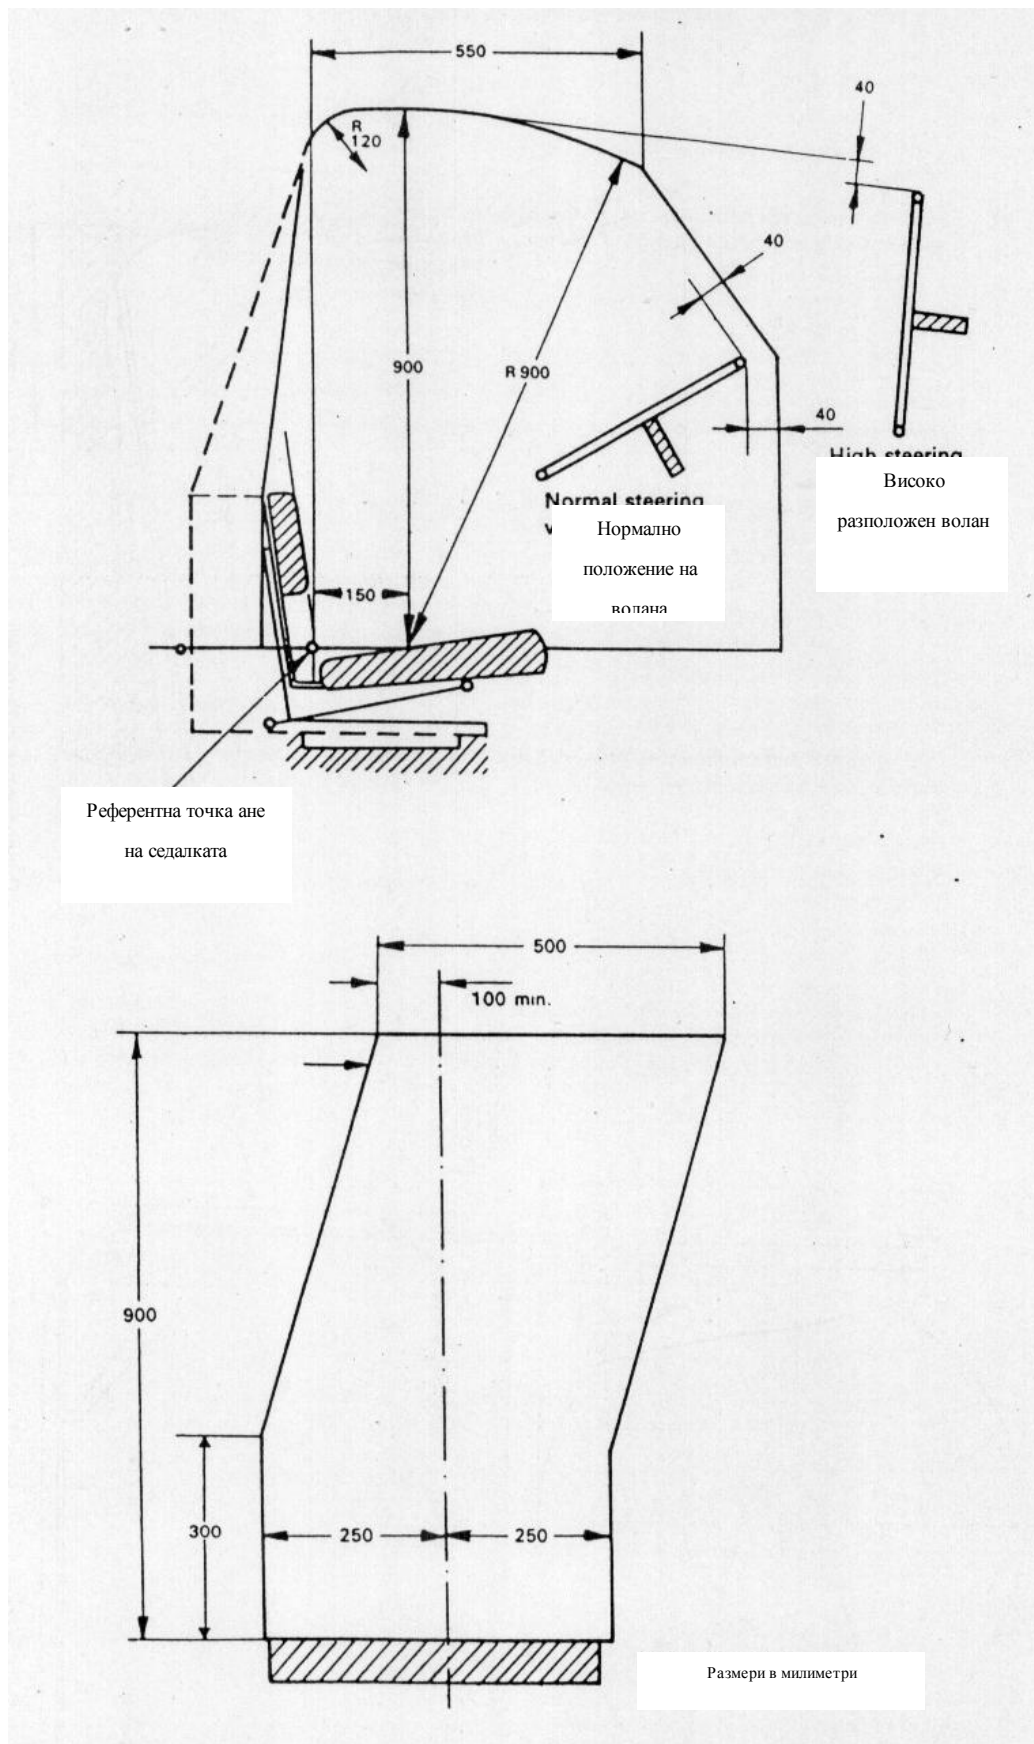 550
40
R
120
40
900
R 900
40
High steering
Високо
разположен волан
Normal steering
Нормално
положение на
волана
150
Референтна точка ане
на седалката
500
100 min.
900
300
250
250
Размери в милиметри